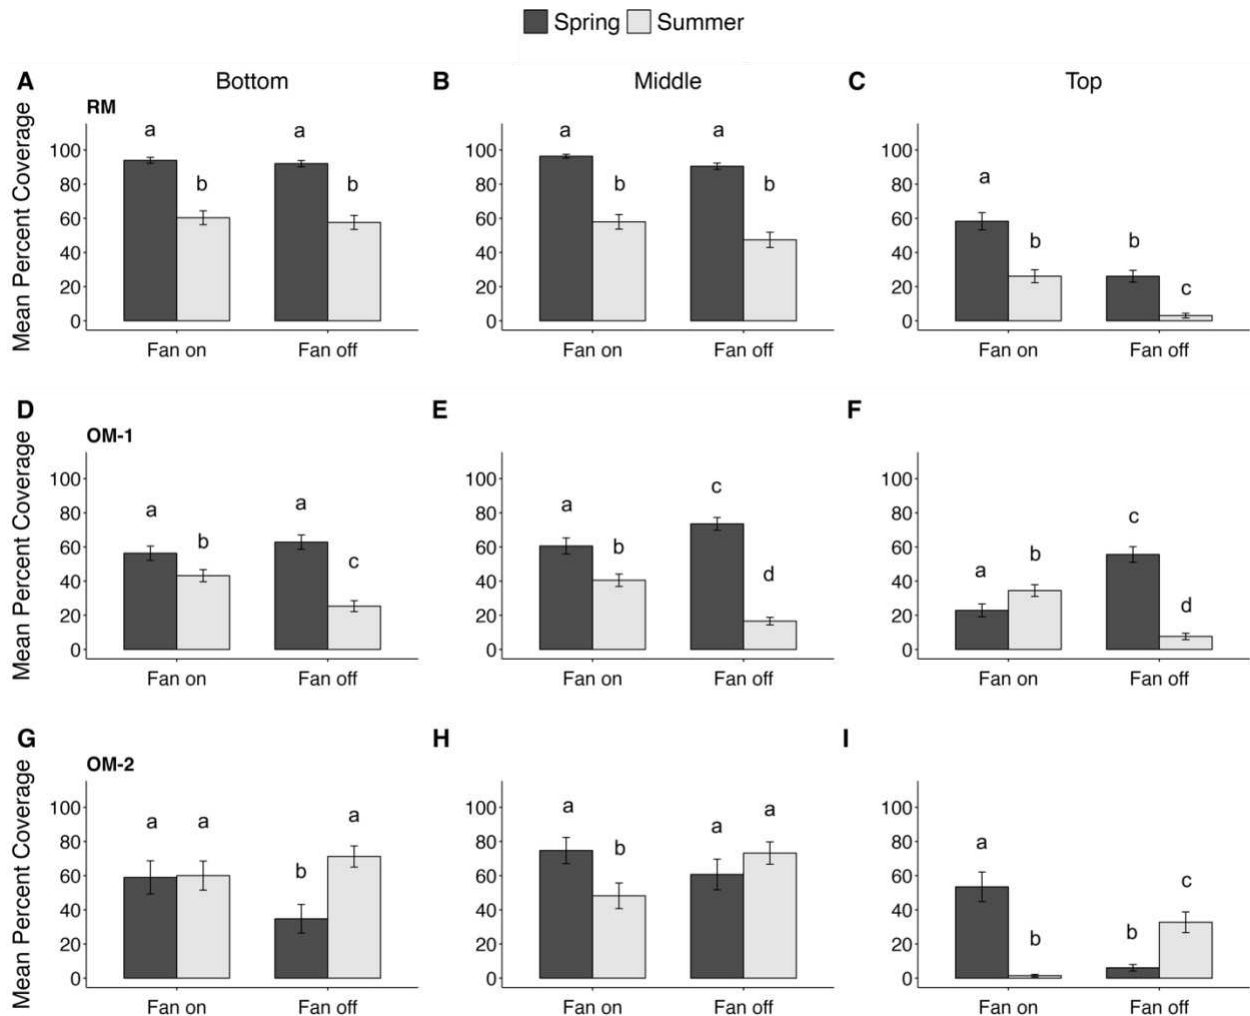 Spring Summer
A Bottom B Middle C Top
RM
Mean Percent Coverage
100
80
60
40
20
0
a b a b
Fan on Fan off
100
80
60
40
20
0
a b a b
Fan on Fan off
100
80
60
40
20
0
a b b c
Fan on Fan off
D E F
OM-1
Mean Percent Coverage
100
80
60
40
20
0
a b a c
Fan on Fan off
100
80
60
40
20
0
a b c d
Fan on Fan off
100
80
60
40
20
0
a b c d
Fan on Fan off
G H I
OM-2
Mean Percent Coverage
100
80
60
40
20
0
a a b a
Fan on Fan off
100
80
60
40
20
0
a b a a
Fan on Fan off
100
80
60
40
20
0
a b b c
Fan on Fan off